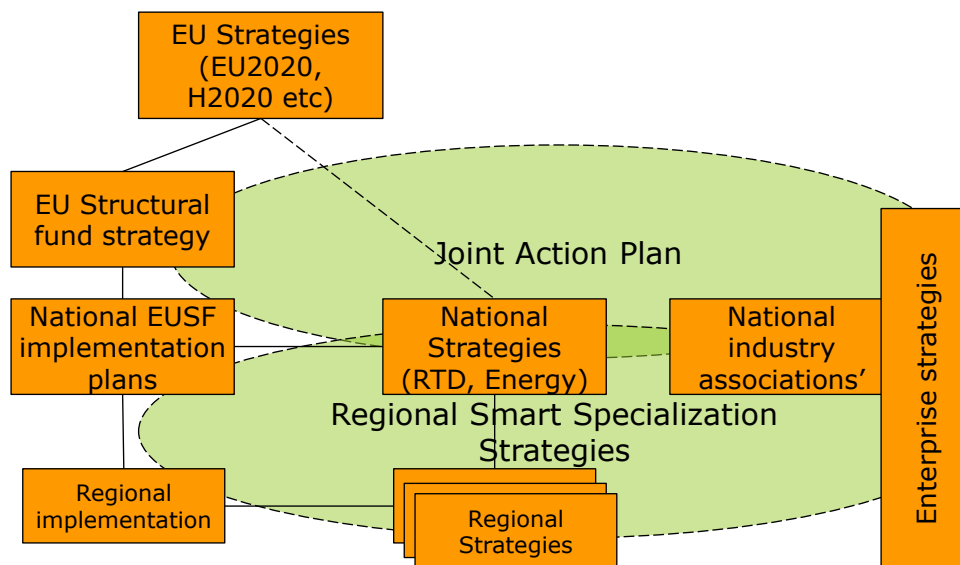 EU Strategies
(EU2020,
H2020 etc)
EU Structural
fund strategy
Joint Action Plan
National EUSF
implementation
plans
National
Strategies
(RTD, Energy)
National
industry
associations’
Enterprise strategies
Regional Smart Specialization
Strategies
Regional
implementation
Regional
Strategies